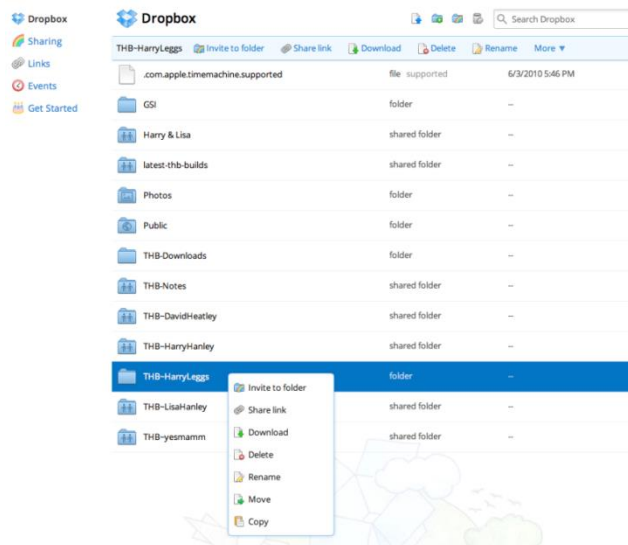 Dropbox
Sharing
Links
Events
Get Started
Dropbox
Search Dropbox
THB~HarryLeggs Invite to folder Share link Download Delete Rename More ▼
.com.apple.timemachine.supported file supported 6/3/2010 5:46 PM
GSI folder --
Harry & Lisa shared folder --
latest-thb-builds shared folder --
Photos folder --
Public folder --
THB-Downloads folder --
THB-Notes shared folder --
THB~DavidHeatley shared folder --
THB~HarryHanley shared folder --
THB~HarryLeggs folder --
THB~LisaHanley shared folder --
THB~yesmamm shared folder --
Invite to folder
Share link
Download
Delete
Rename
Move
Copy